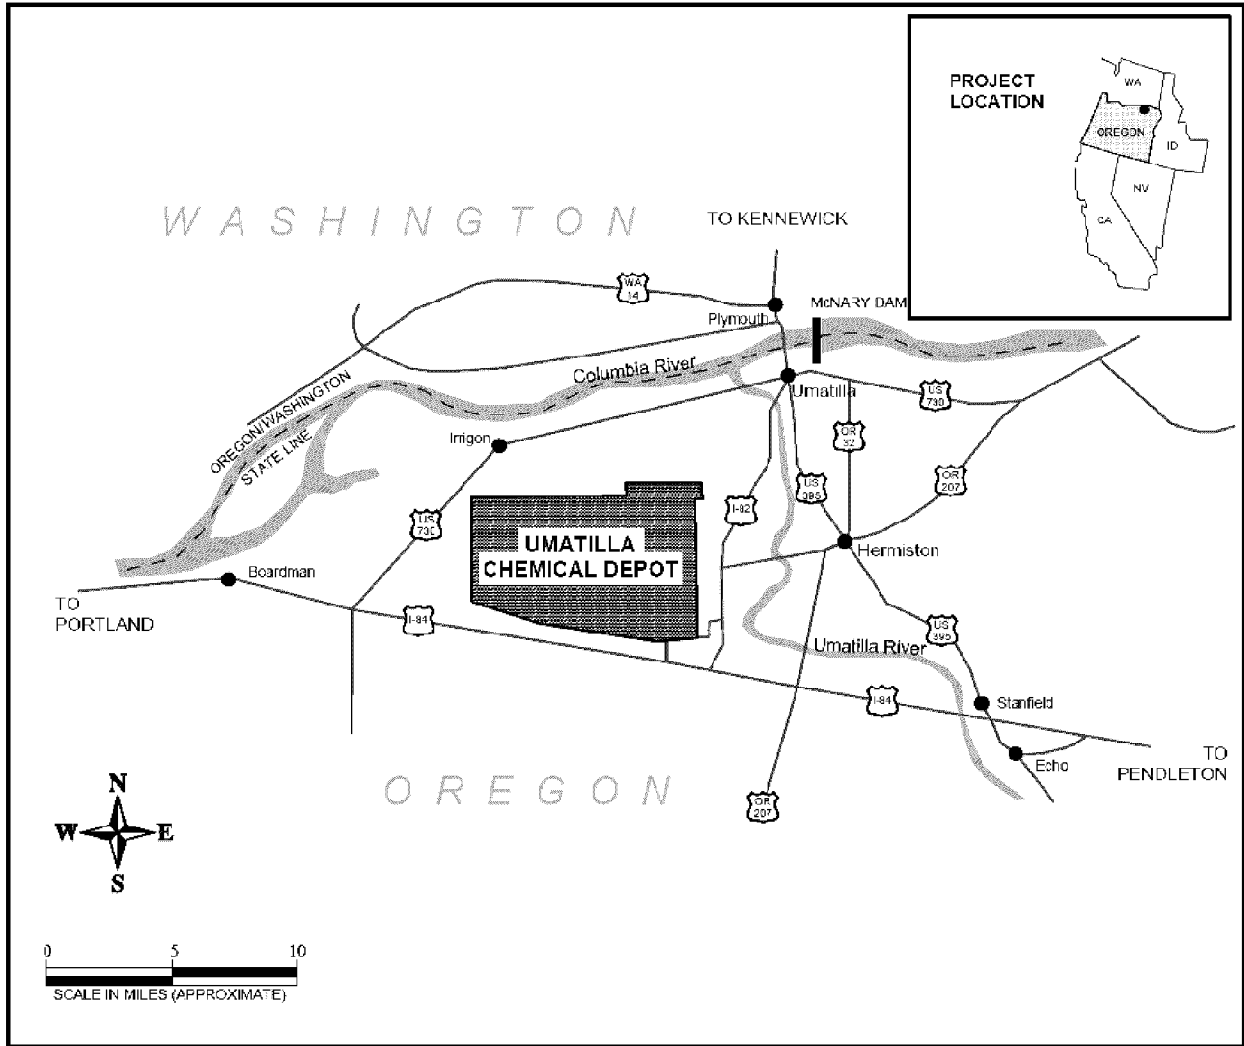 PROJECT
LOCATION
WA
OREGON
ID
NV
CA
WASHINGTON
TO KENNEWICK
WA
14
McNARY DAM
Plymouth
Columbia River
OREGON/WASHINGTON
STATE LINE
Umatilla
US
730
Irrigon
OR
32
OR
207
US
395
I-82
US
730
UMATILLA
CHEMICAL DEPOT
Hermiston
Boardman
TO
PORTLAND
I-84
US
395
Umatilla River
I-84
Stanfield
TO
PENDLETON
Echo
OREGON
OR
207
N
W
E
S
0
5
10
SCALE IN MILES (APPROXIMATE)